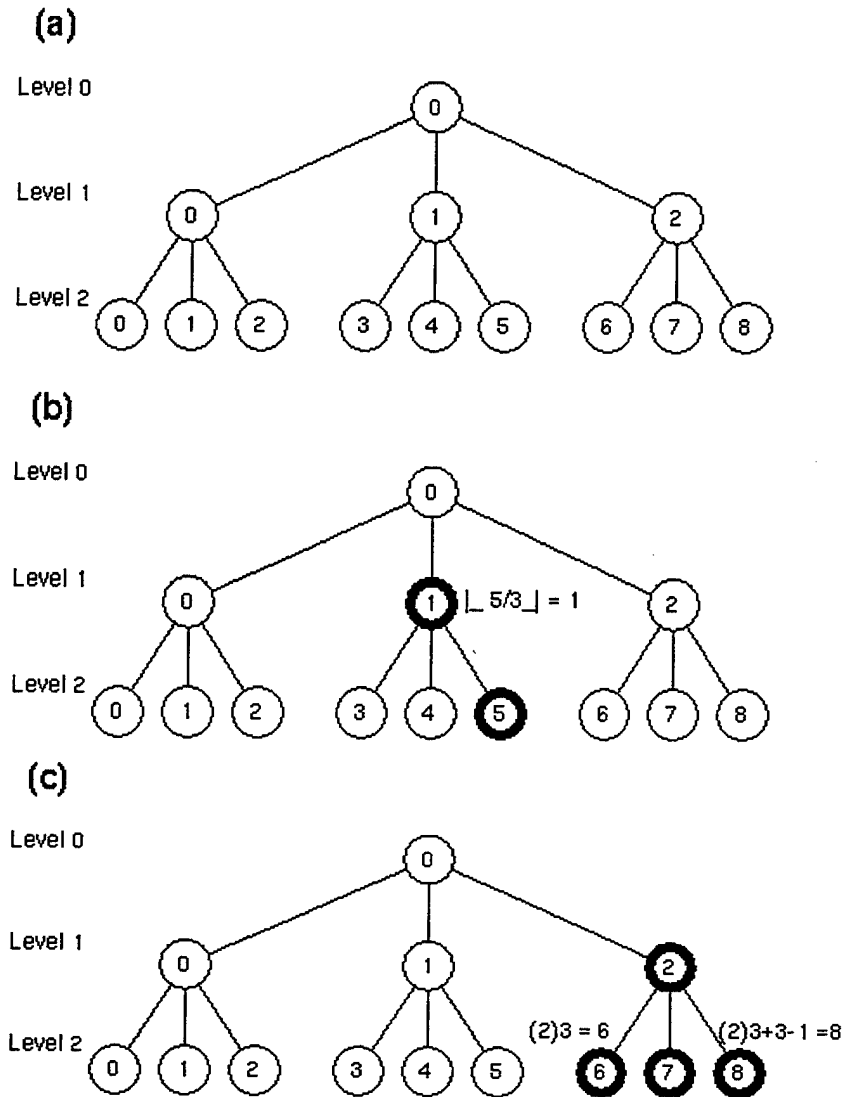 (a)
Level 0
0
Level 1
0 1 2
Level 2
0 1 2 3 4 5 6 7 8
(b)
Level 0
0
Level 1
0 1 |_ 5/3_| = 1 2
Level 2
0 1 2 3 4 5 6 7 8
(c)
Level 0
0
Level 1
0 1 2
(2)3 = 6 (2)3+3-1 =8
Level 2
0 1 2 3 4 5 6 7 8